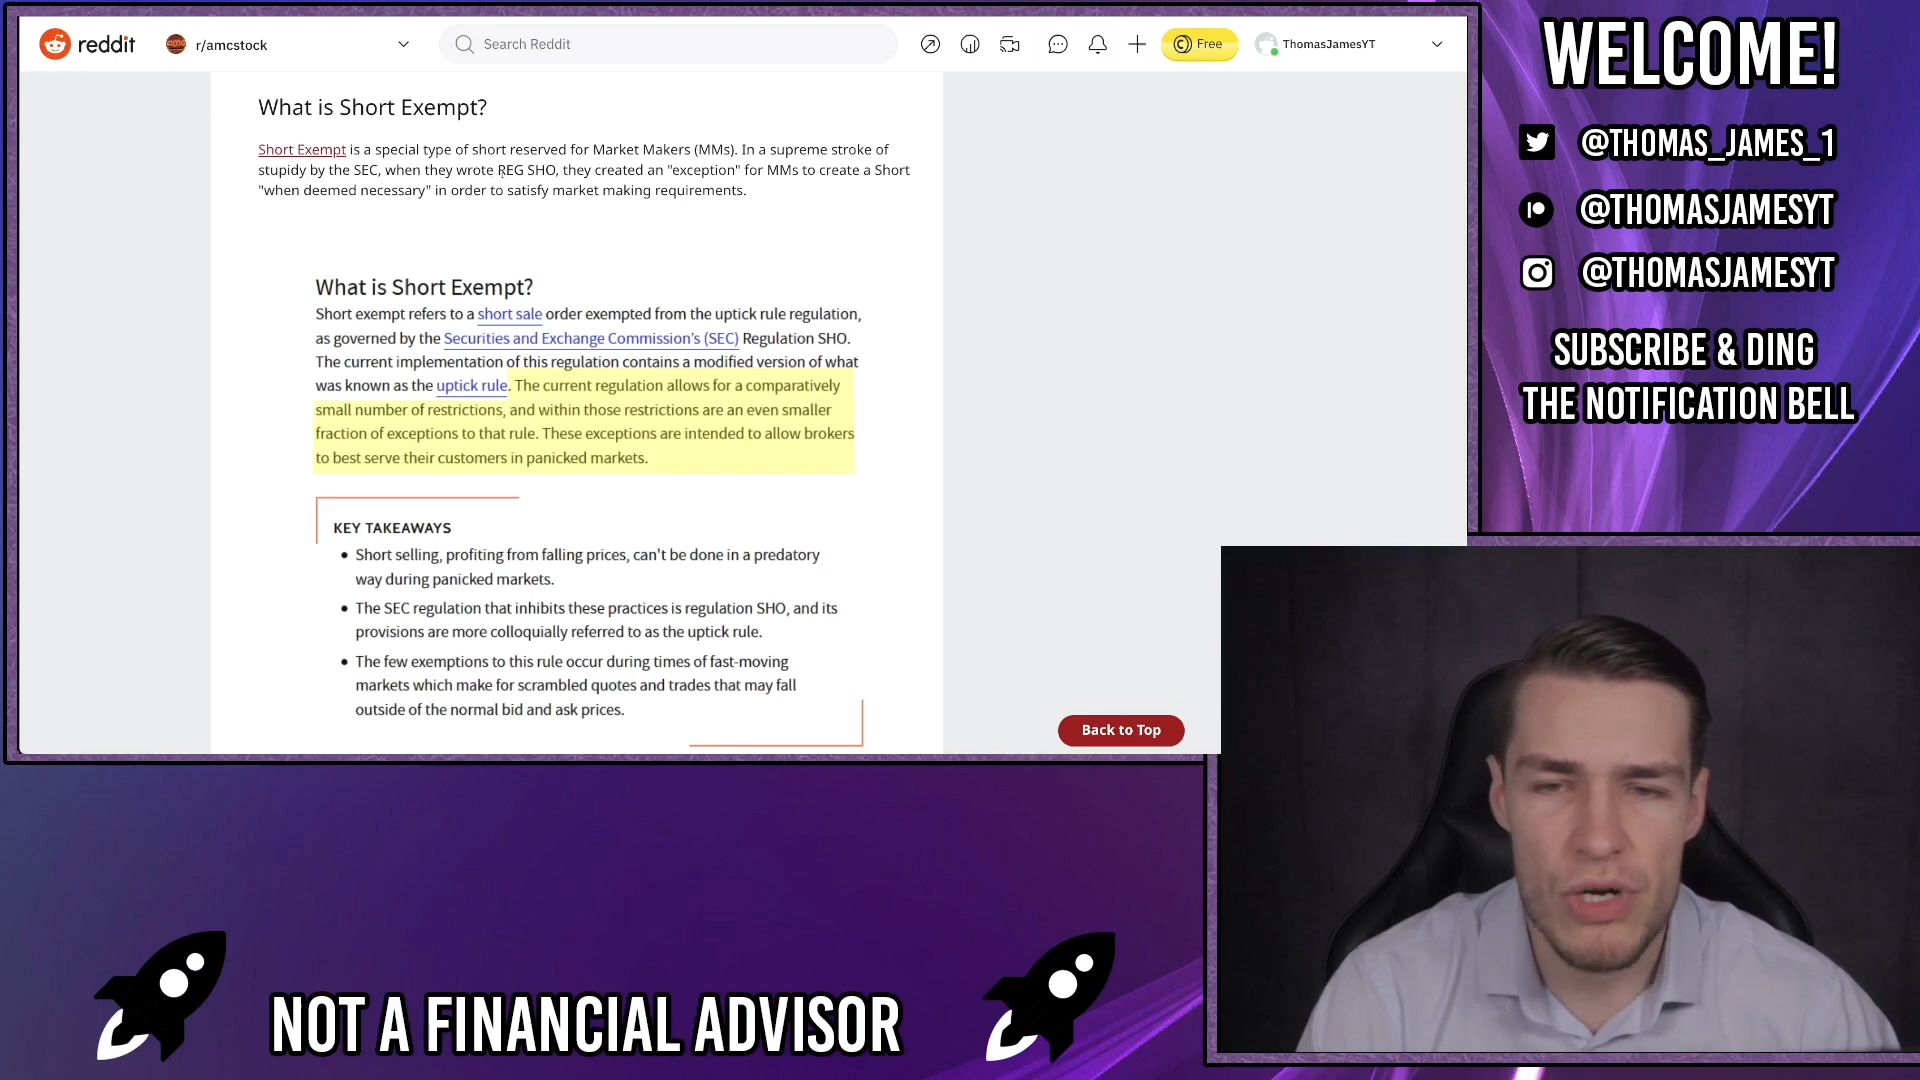 reddit
r/amcstock
Search Reddit
Free
ThomasJamesYT
What is Short Exempt?
Short Exempt is a special type of short reserved for Market Makers (MMs). In a supreme stroke of
stupidy by the SEC, when they wrote REG SHO, they created an "exception" for MMs to create a Short
"when deemed necessary" in order to satisfy market making requirements.
What is Short Exempt?
Short exempt refers to a short sale order exempted from the uptick rule regulation,
as governed by the Securities and Exchange Commission's (SEC) Regulation SHO.
The current implementation of this regulation contains a modified version of what
was known as the uptick rule. The current regulation allows for a comparatively
small number of restrictions, and within those restrictions are an even smaller
fraction of exceptions to that rule. These exceptions are intended to allow brokers
to best serve their customers in panicked markets.
KEY TAKEAWAYS
• Short selling, profiting from falling prices, can't be done in a predatory
way during panicked markets.
• The SEC regulation that inhibits these practices is regulation SHO, and its
provisions are more colloquially referred to as the uptick rule.
• The few exemptions to this rule occur during times of fast-moving
markets which make for scrambled quotes and trades that may fall
outside of the normal bid and ask prices.
Back to Top
WELCOME!
@THOMAS_JAMES_1
@THOMASJAMESYT
@THOMASJAMESYT
SUBSCRIBE & DING
THE NOTIFICATION BELL
NOT A FINANCIAL ADVISOR